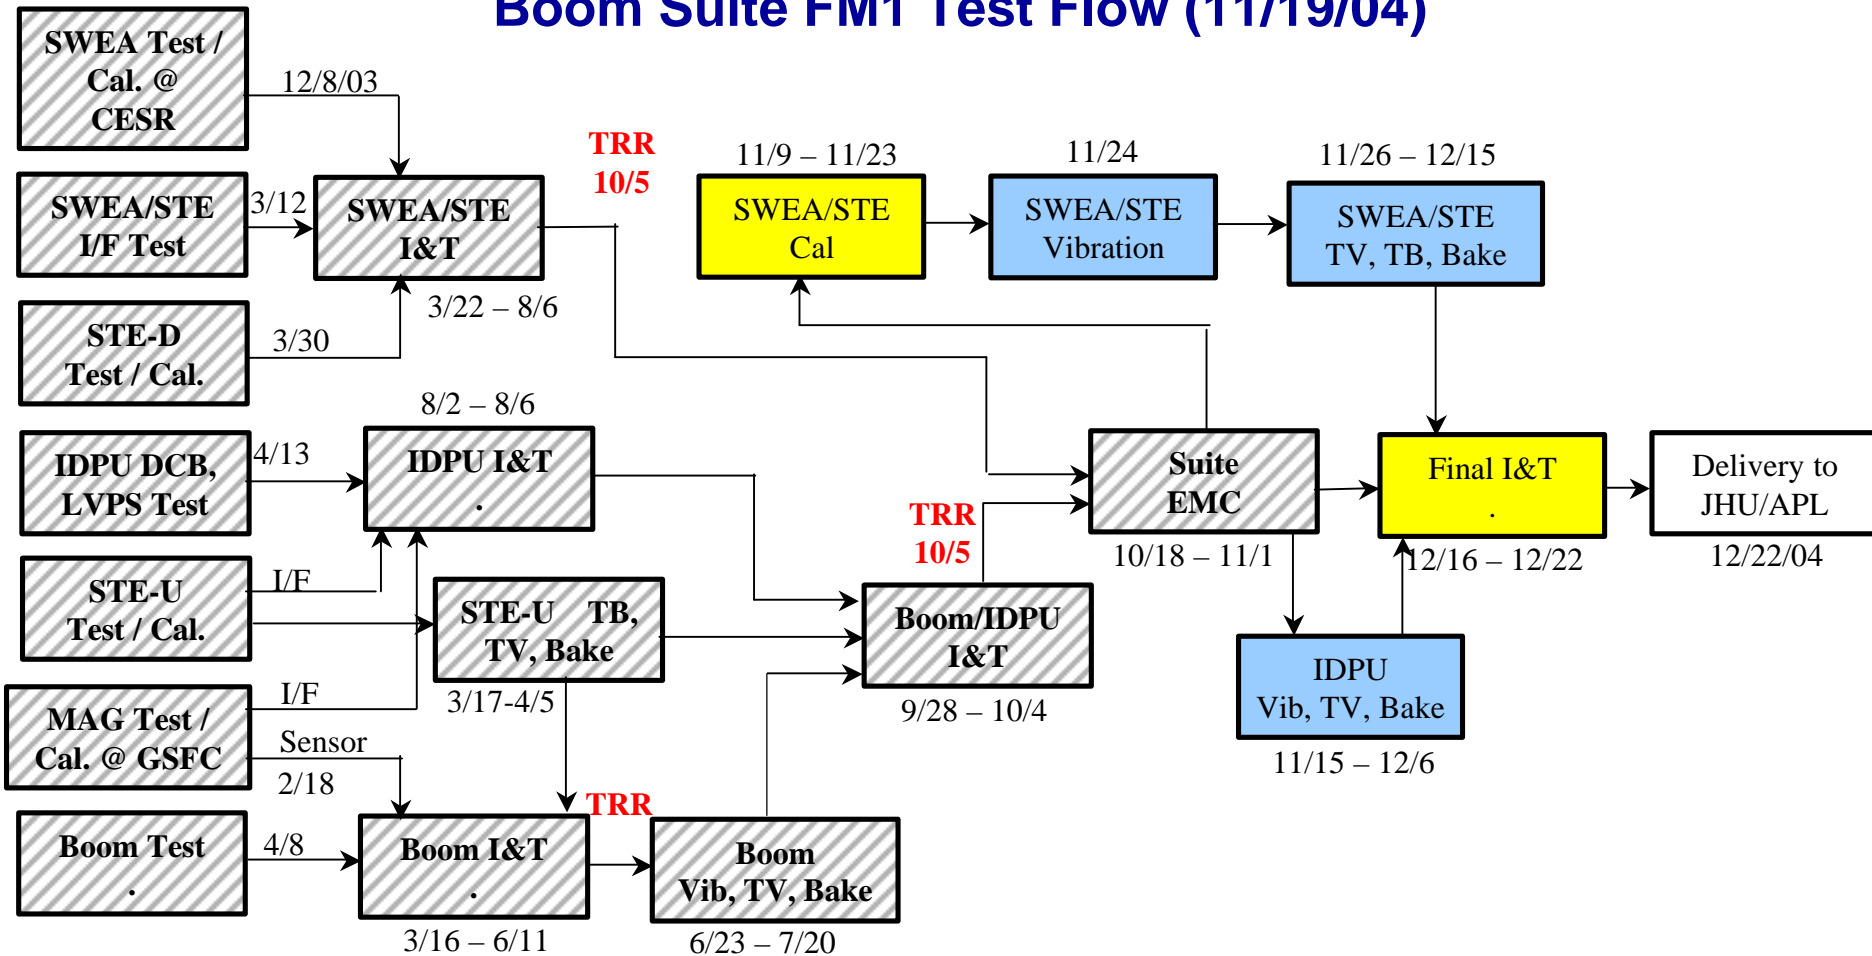 Boom Suite FM1 Test Flow (11/19/04)
SWEA Test /
Cal. @
CESR
12/8/03
SWEA/STE
I/F Test
3/12
SWEA/STE
I&T
3/22 – 8/6
STE-D
Test / Cal.
3/30
TRR
10/5
11/9 – 11/23
SWEA/STE
Cal
11/24
SWEA/STE
Vibration
11/26 – 12/15
SWEA/STE
TV, TB, Bake
8/2 – 8/6
IDPU DCB,
LVPS Test
4/13
IDPU I&T
.
STE-U
Test / Cal.
I/F
STE-U TB,
TV, Bake
3/17-4/5
TRR
10/5
Boom/IDPU
I&T
9/28 – 10/4
Suite
EMC
10/18 – 11/1
Final I&T
.
12/16 – 12/22
Delivery to
JHU/APL
12/22/04
IDPU
Vib, TV, Bake
11/15 – 12/6
MAG Test /
Cal. @ GSFC
I/F
Sensor
2/18
Boom Test
.
4/8
Boom I&T
.
3/16 – 6/11
TRR
Boom
Vib, TV, Bake
6/23 – 7/20